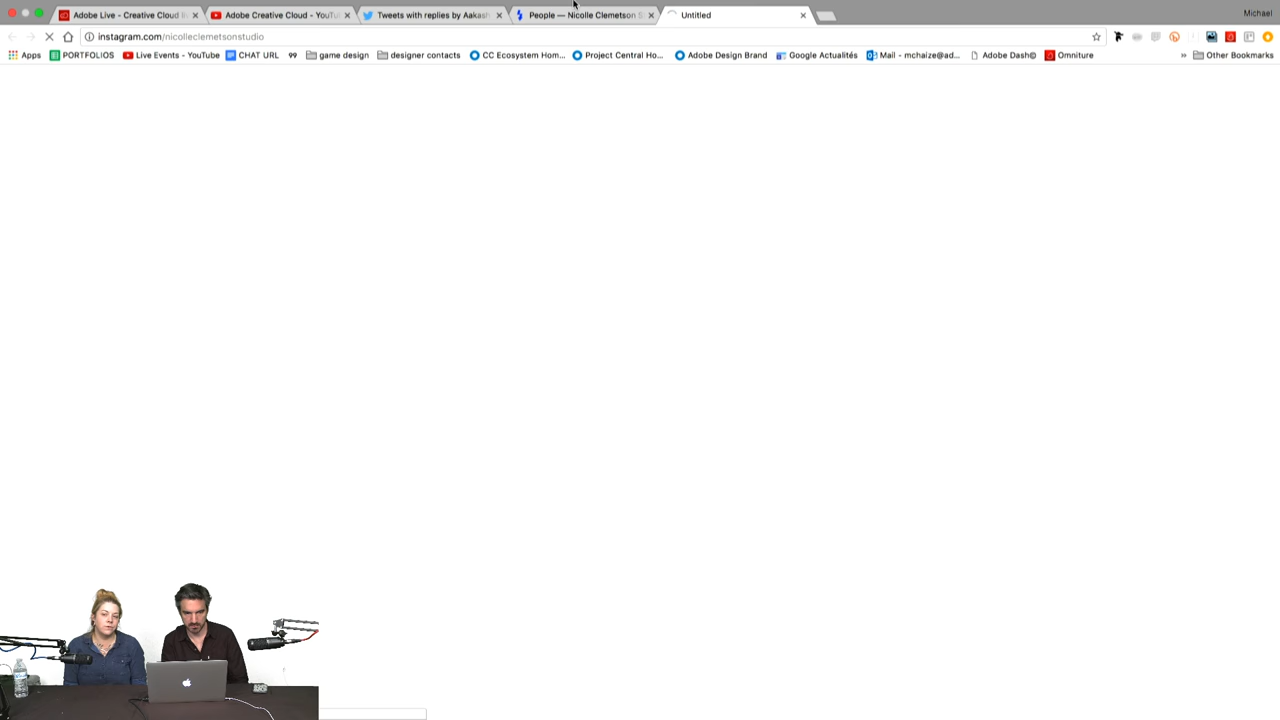 Adobe Live - Creative Cloud li
Adobe Creative Cloud - YouTu
Tweets with replies by Aakash
People — Nicolle Clemetson S
Untitled
Michael
instagram.com/nicolleclemetsonstudio
Apps
PORTFOLIOS
Live Events - YouTube
CHAT URL
game design
designer contacts
CC Ecosystem Hom...
Project Central Ho...
Adobe Design Brand
Google Actualités
Mail - mchaize@ad...
Adobe Dash©
Omniture
»
Other Bookmarks